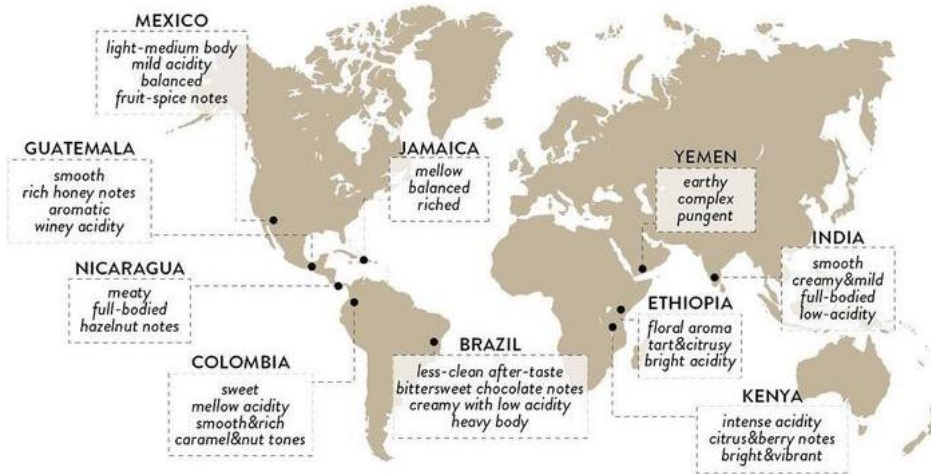 MEXICO
light-medium body
mild acidity
balanced
fruit-spice notes
GUATEMALA
smooth
rich honey notes
aromatic
winey acidity
JAMAICA
mellow
balanced
riched
YEMEN
earthy
complex
pungent
INDIA
smooth
creamy&mild
full-bodied
low-acidity
NICARAGUA
meaty
full-bodied
hazelnut notes
ETHIOPIA
floral aroma
tart&citrusy
bright acidity
COLOMBIA
sweet
mellow acidity
smooth&rich
caramel&nut tones
BRAZIL
less-clean after-taste
bittersweet chocolate notes
creamy with low acidity
heavy body
KENYA
intense acidity
citrus&berry notes
bright&vibrant